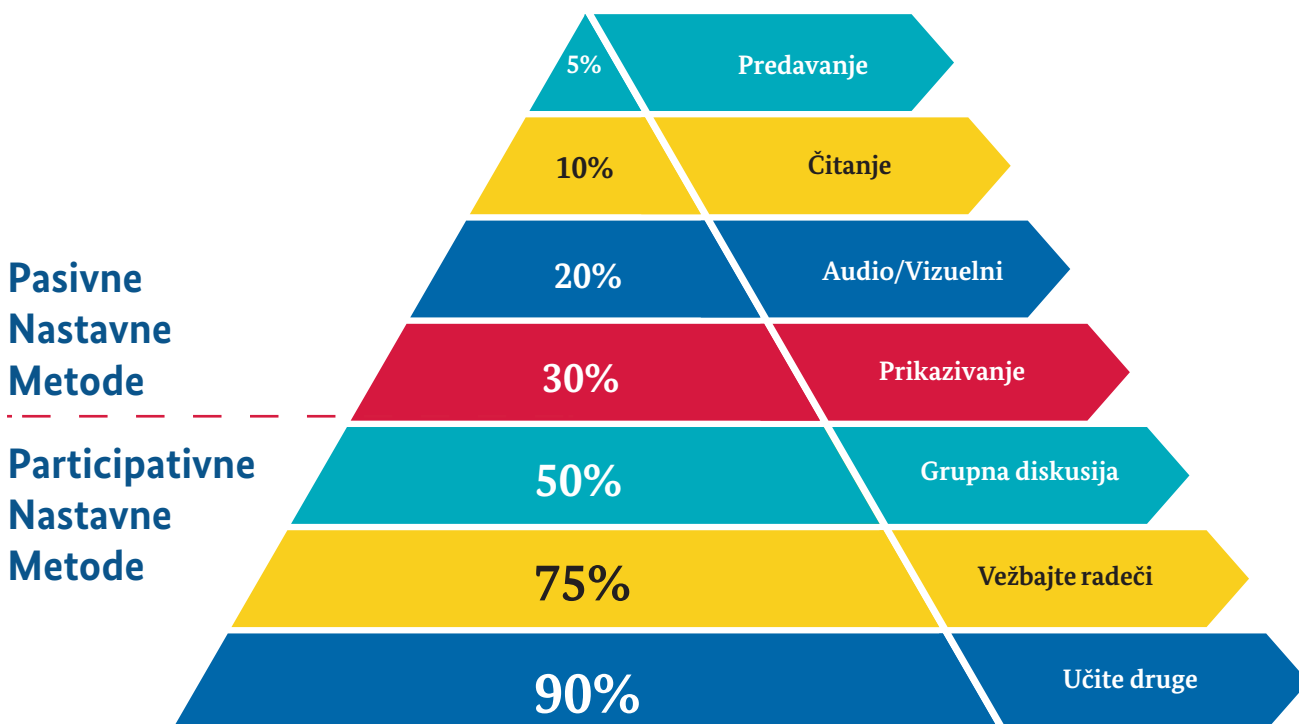 5%
Predavanje
10%
Čitanje
20%
Audio/Vizuelni
30%
Prikazivanje
50%
Grupna diskusija
75%
Vežbajte radeči
90%
Učite druge
Pasivne
Nastavne
Metode
Participativne
Nastavne
Metode